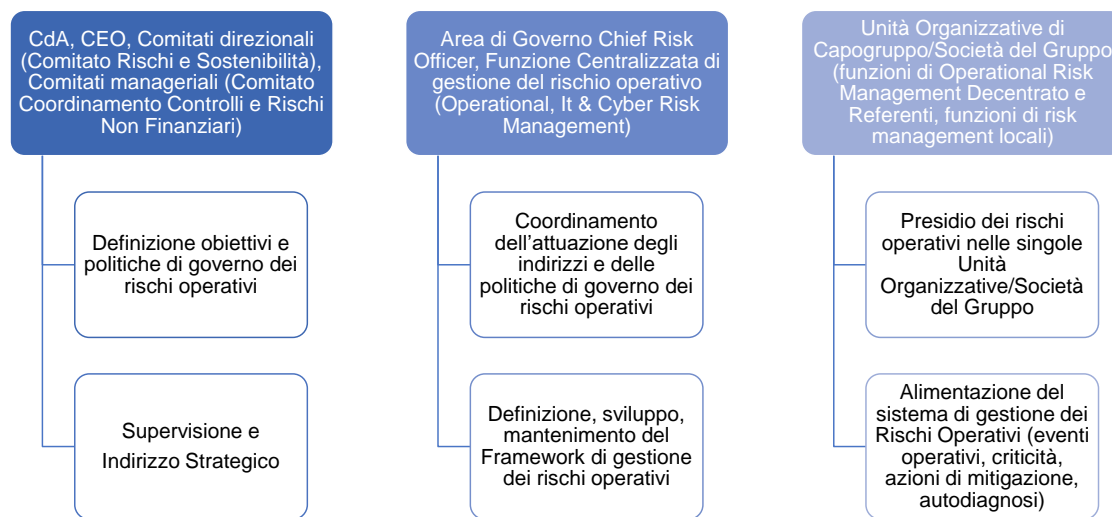 CdA, CEO, Comitati direzionali
(Comitato Rischi e Sostenibilità),
Comitati manageriali (Comitato
Coordinamento Controlli e Rischi
Non Finanziari)
Definizione obiettivi e
politiche di governo dei
rischi operativi
Supervisione e
Indirizzo Strategico
Area di Governo Chief Risk
Officer, Funzione Centralizzata di
gestione del rischio operativo
(Operational, It & Cyber Risk
Management)
Coordinamento
dell'attuazione degli
indirizzi e delle
politiche di governo dei
rischi operativi
Definizione, sviluppo,
mantenimento del
Framework di gestione
dei rischi operativi
Unità Organizzative di
Capogruppo/Società del Gruppo
(funzioni di Operational Risk
Management Decentrato e
Referenti, funzioni di risk
management locali)
Presidio dei rischi
operativi nelle singole
Unità
Organizzative/Società
del Gruppo
Alimentazione del
sistema di gestione dei
Rischi Operativi (eventi
operativi, criticità,
azioni di mitigazione,
autodiagnosi)